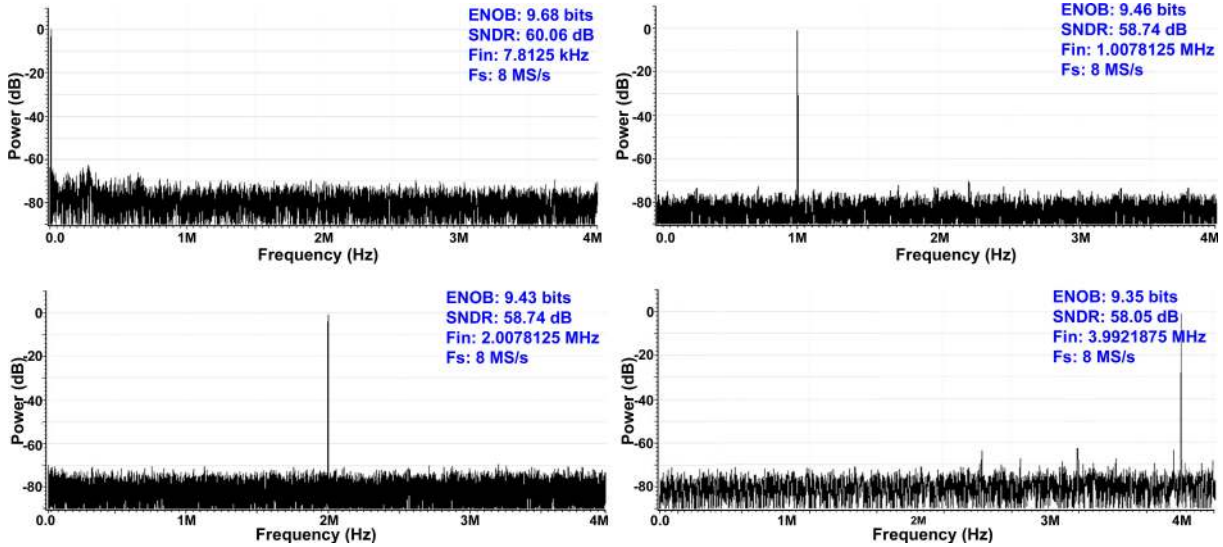 ENOB: 9.68 bits
SNDR: 60.06 dB
Fin: 7.8125 kHz
Fs: 8 MS/s
Power (dB)
0
-20
-40
-60
-80
0.0 1M 2M 3M 4M
Frequency (Hz)
ENOB: 9.46 bits
SNDR: 58.74 dB
Fin: 1.0078125 MHz
Fs: 8 MS/s
Power (dB)
0
-20
-40
-60
-80
0.0 1M 2M 3M 4M
Frequency (Hz)
ENOB: 9.43 bits
SNDR: 58.74 dB
Fin: 2.0078125 MHz
Fs: 8 MS/s
Power (dB)
0
-20
-40
-60
-80
0.0 1M 2M 3M 4M
Frequency (Hz)
ENOB: 9.35 bits
SNDR: 58.05 dB
Fin: 3.9921875 MHz
Fs: 8 MS/s
Power (dB)
0
-20
-40
-60
-80
0.0 1M 2M 3M 4M
Frequency (Hz)